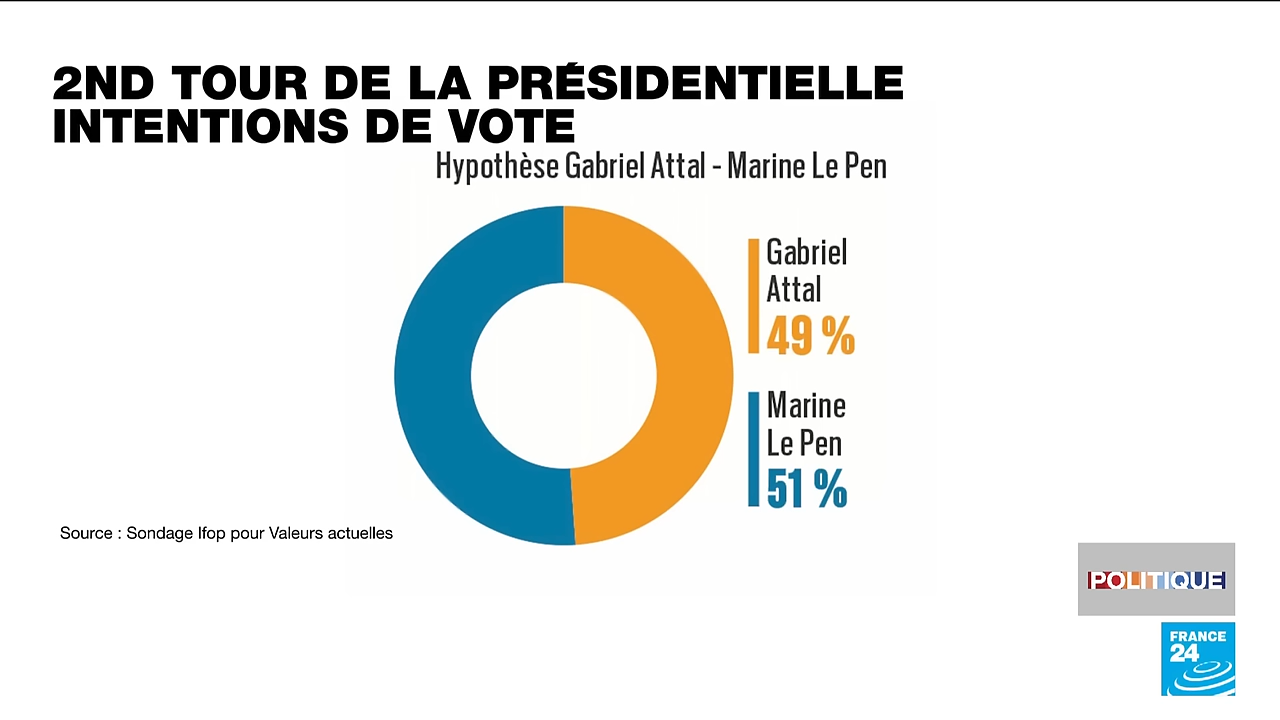 2ND TOUR DE LA PRÉSIDENTIELLE
INTENTIONS DE VOTE
Hypothèse Gabriel Attal - Marine Le Pen
Gabriel
Attal
49 %
Marine
Le Pen
51 %
Source : Sondage Ifop pour Valeurs actuelles
POLITIQUE
FRANCE
24